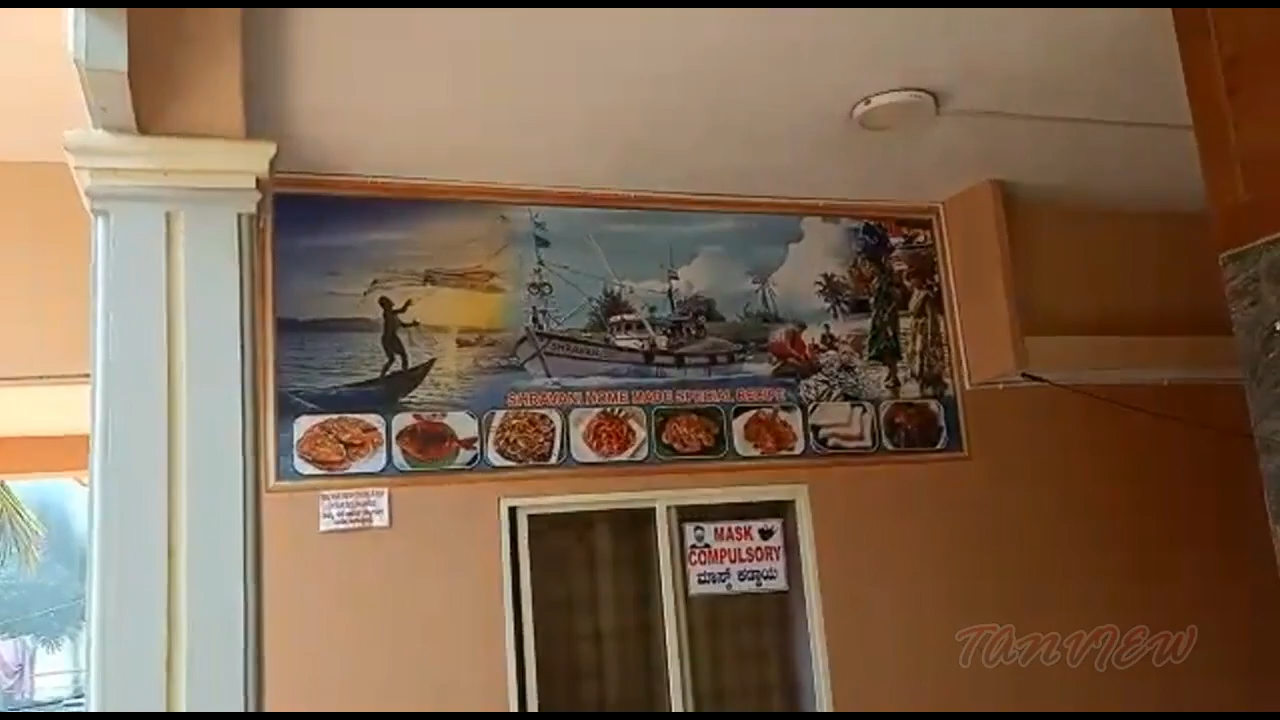 SHRAVANI
SHRAVANI HOME MADE SPECIAL RECIPE
MASK
COMPULSORY
ಮಾಸ್ಕ್ ಕಡ್ಡಾಯ
TANVIEW